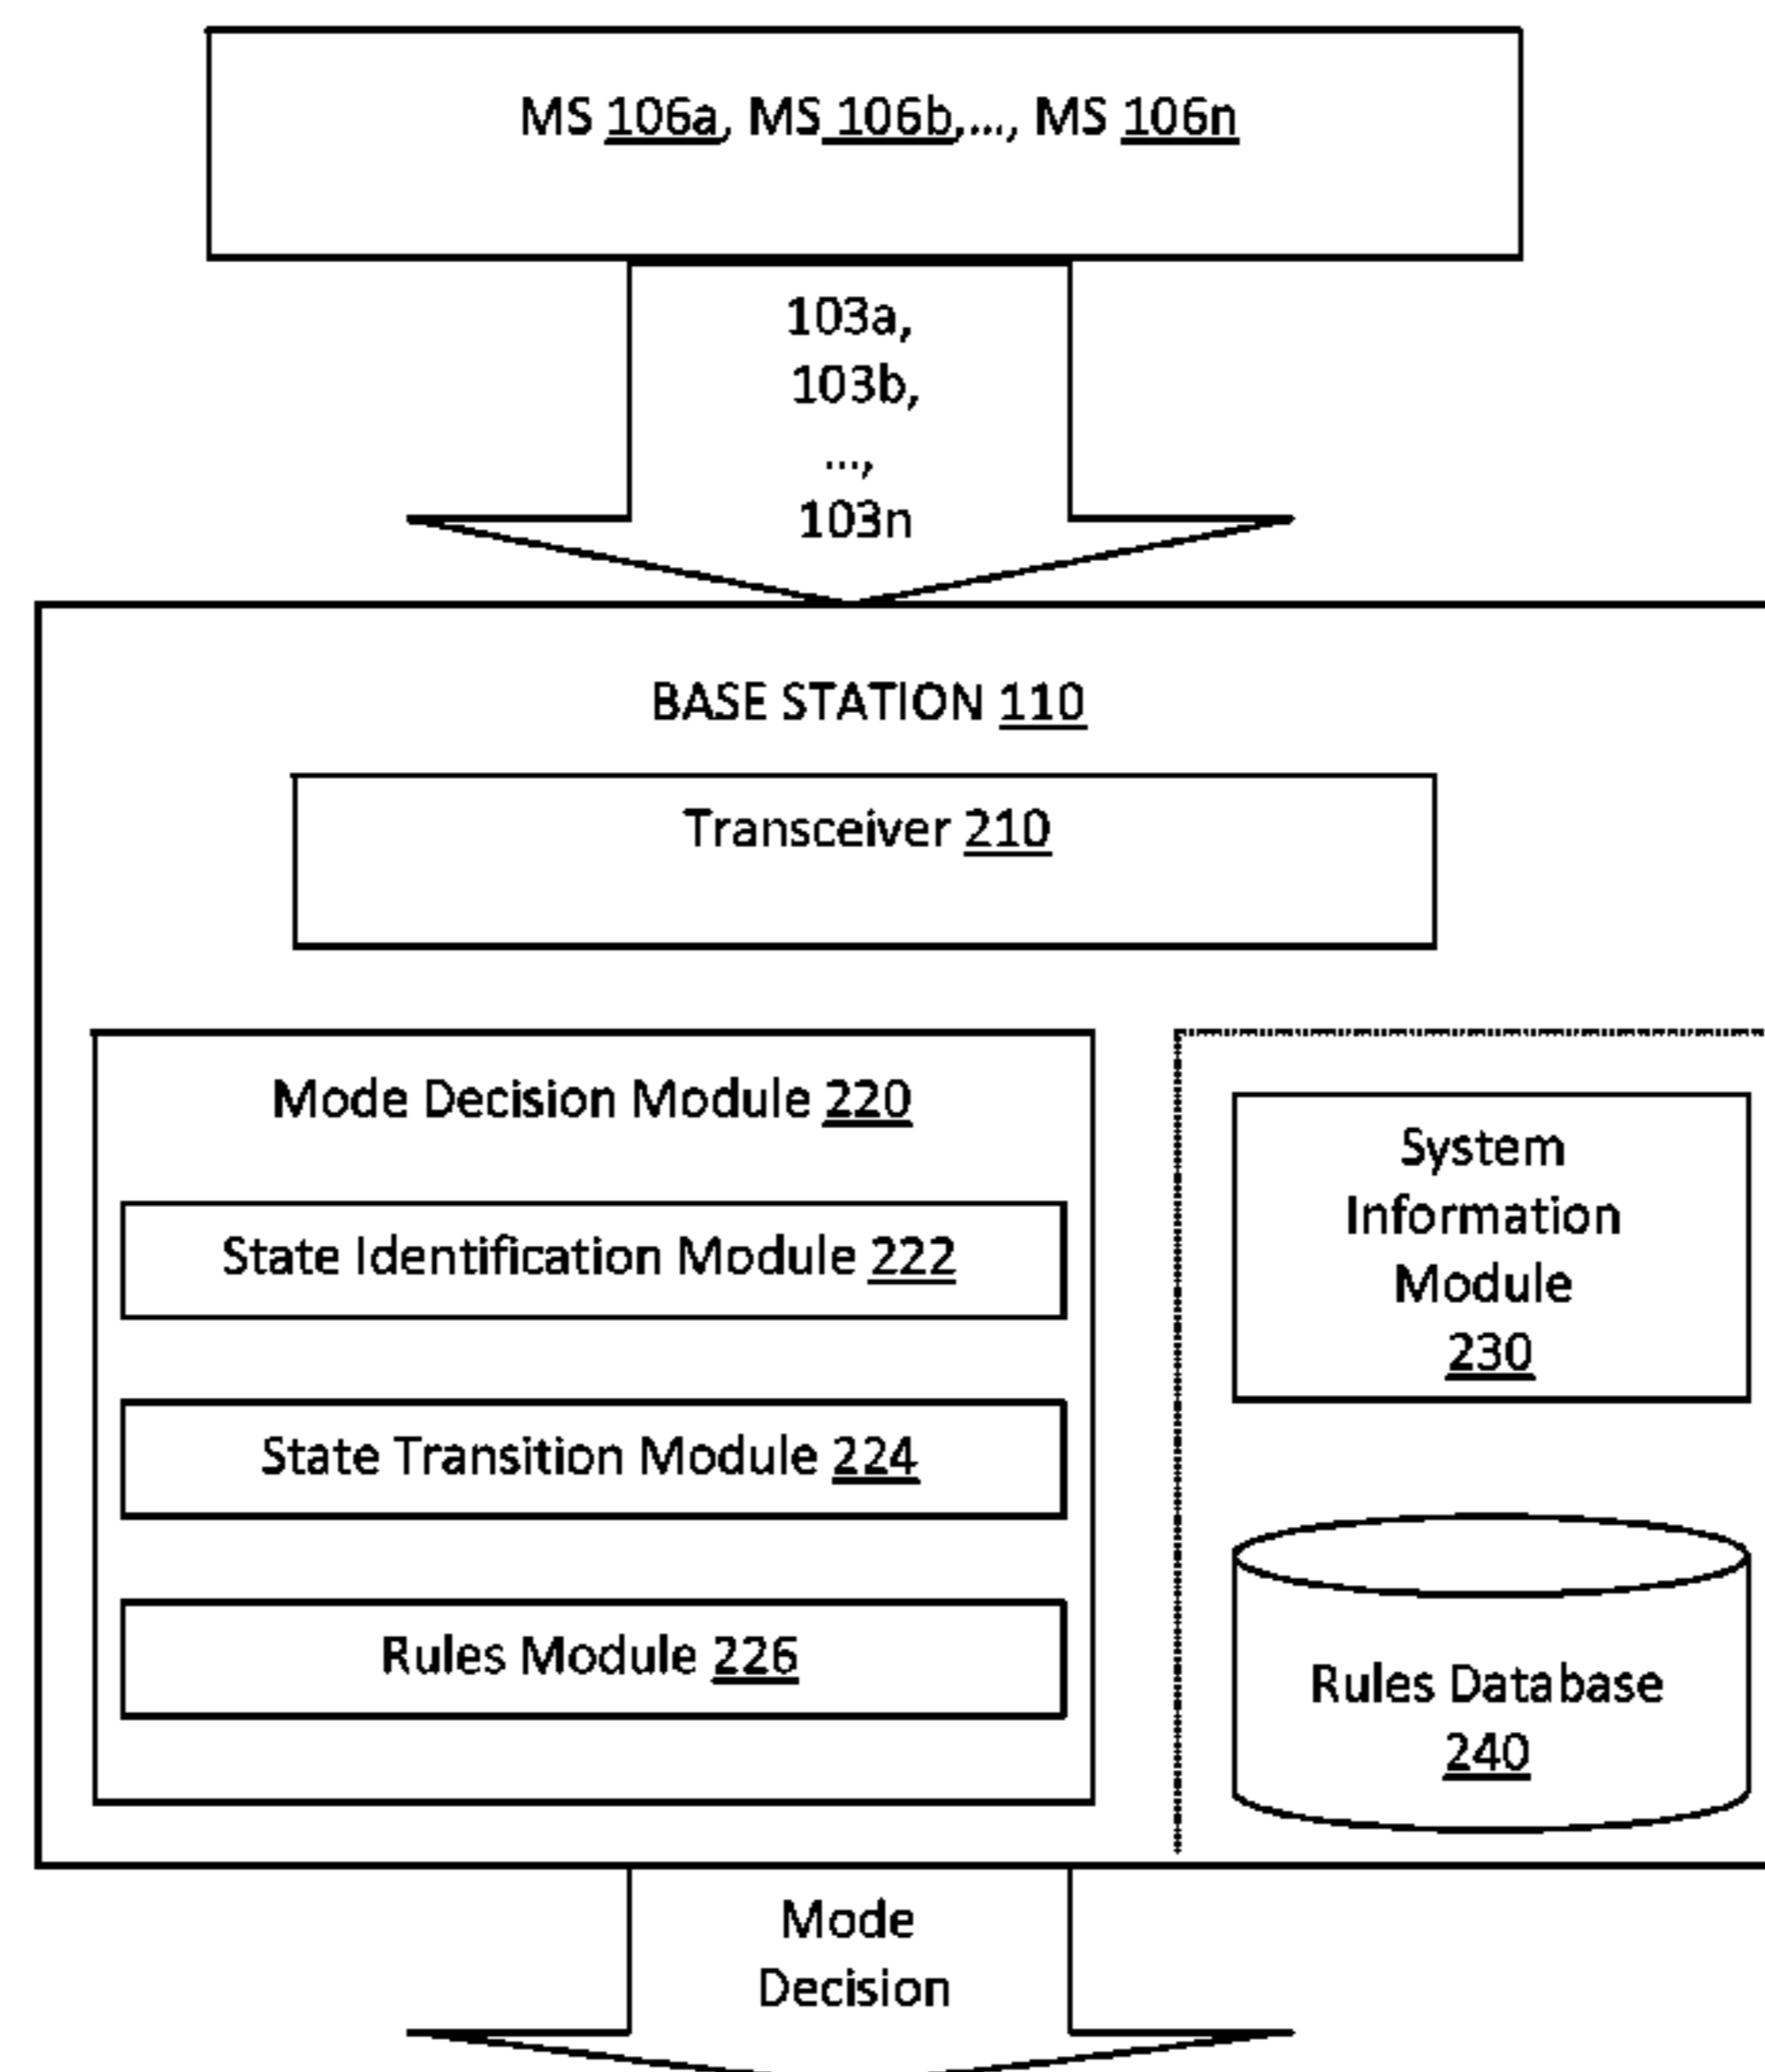 MS 106a, MS 106b,..., MS 106n
103a,
103b,
...,
103n
BASE STATION 110
Transceiver 210
Mode Decision Module 220
State Identification Module 222
State Transition Module 224
Rules Module 226
System
Information
Module
230
Rules Database
240
Mode
Decision